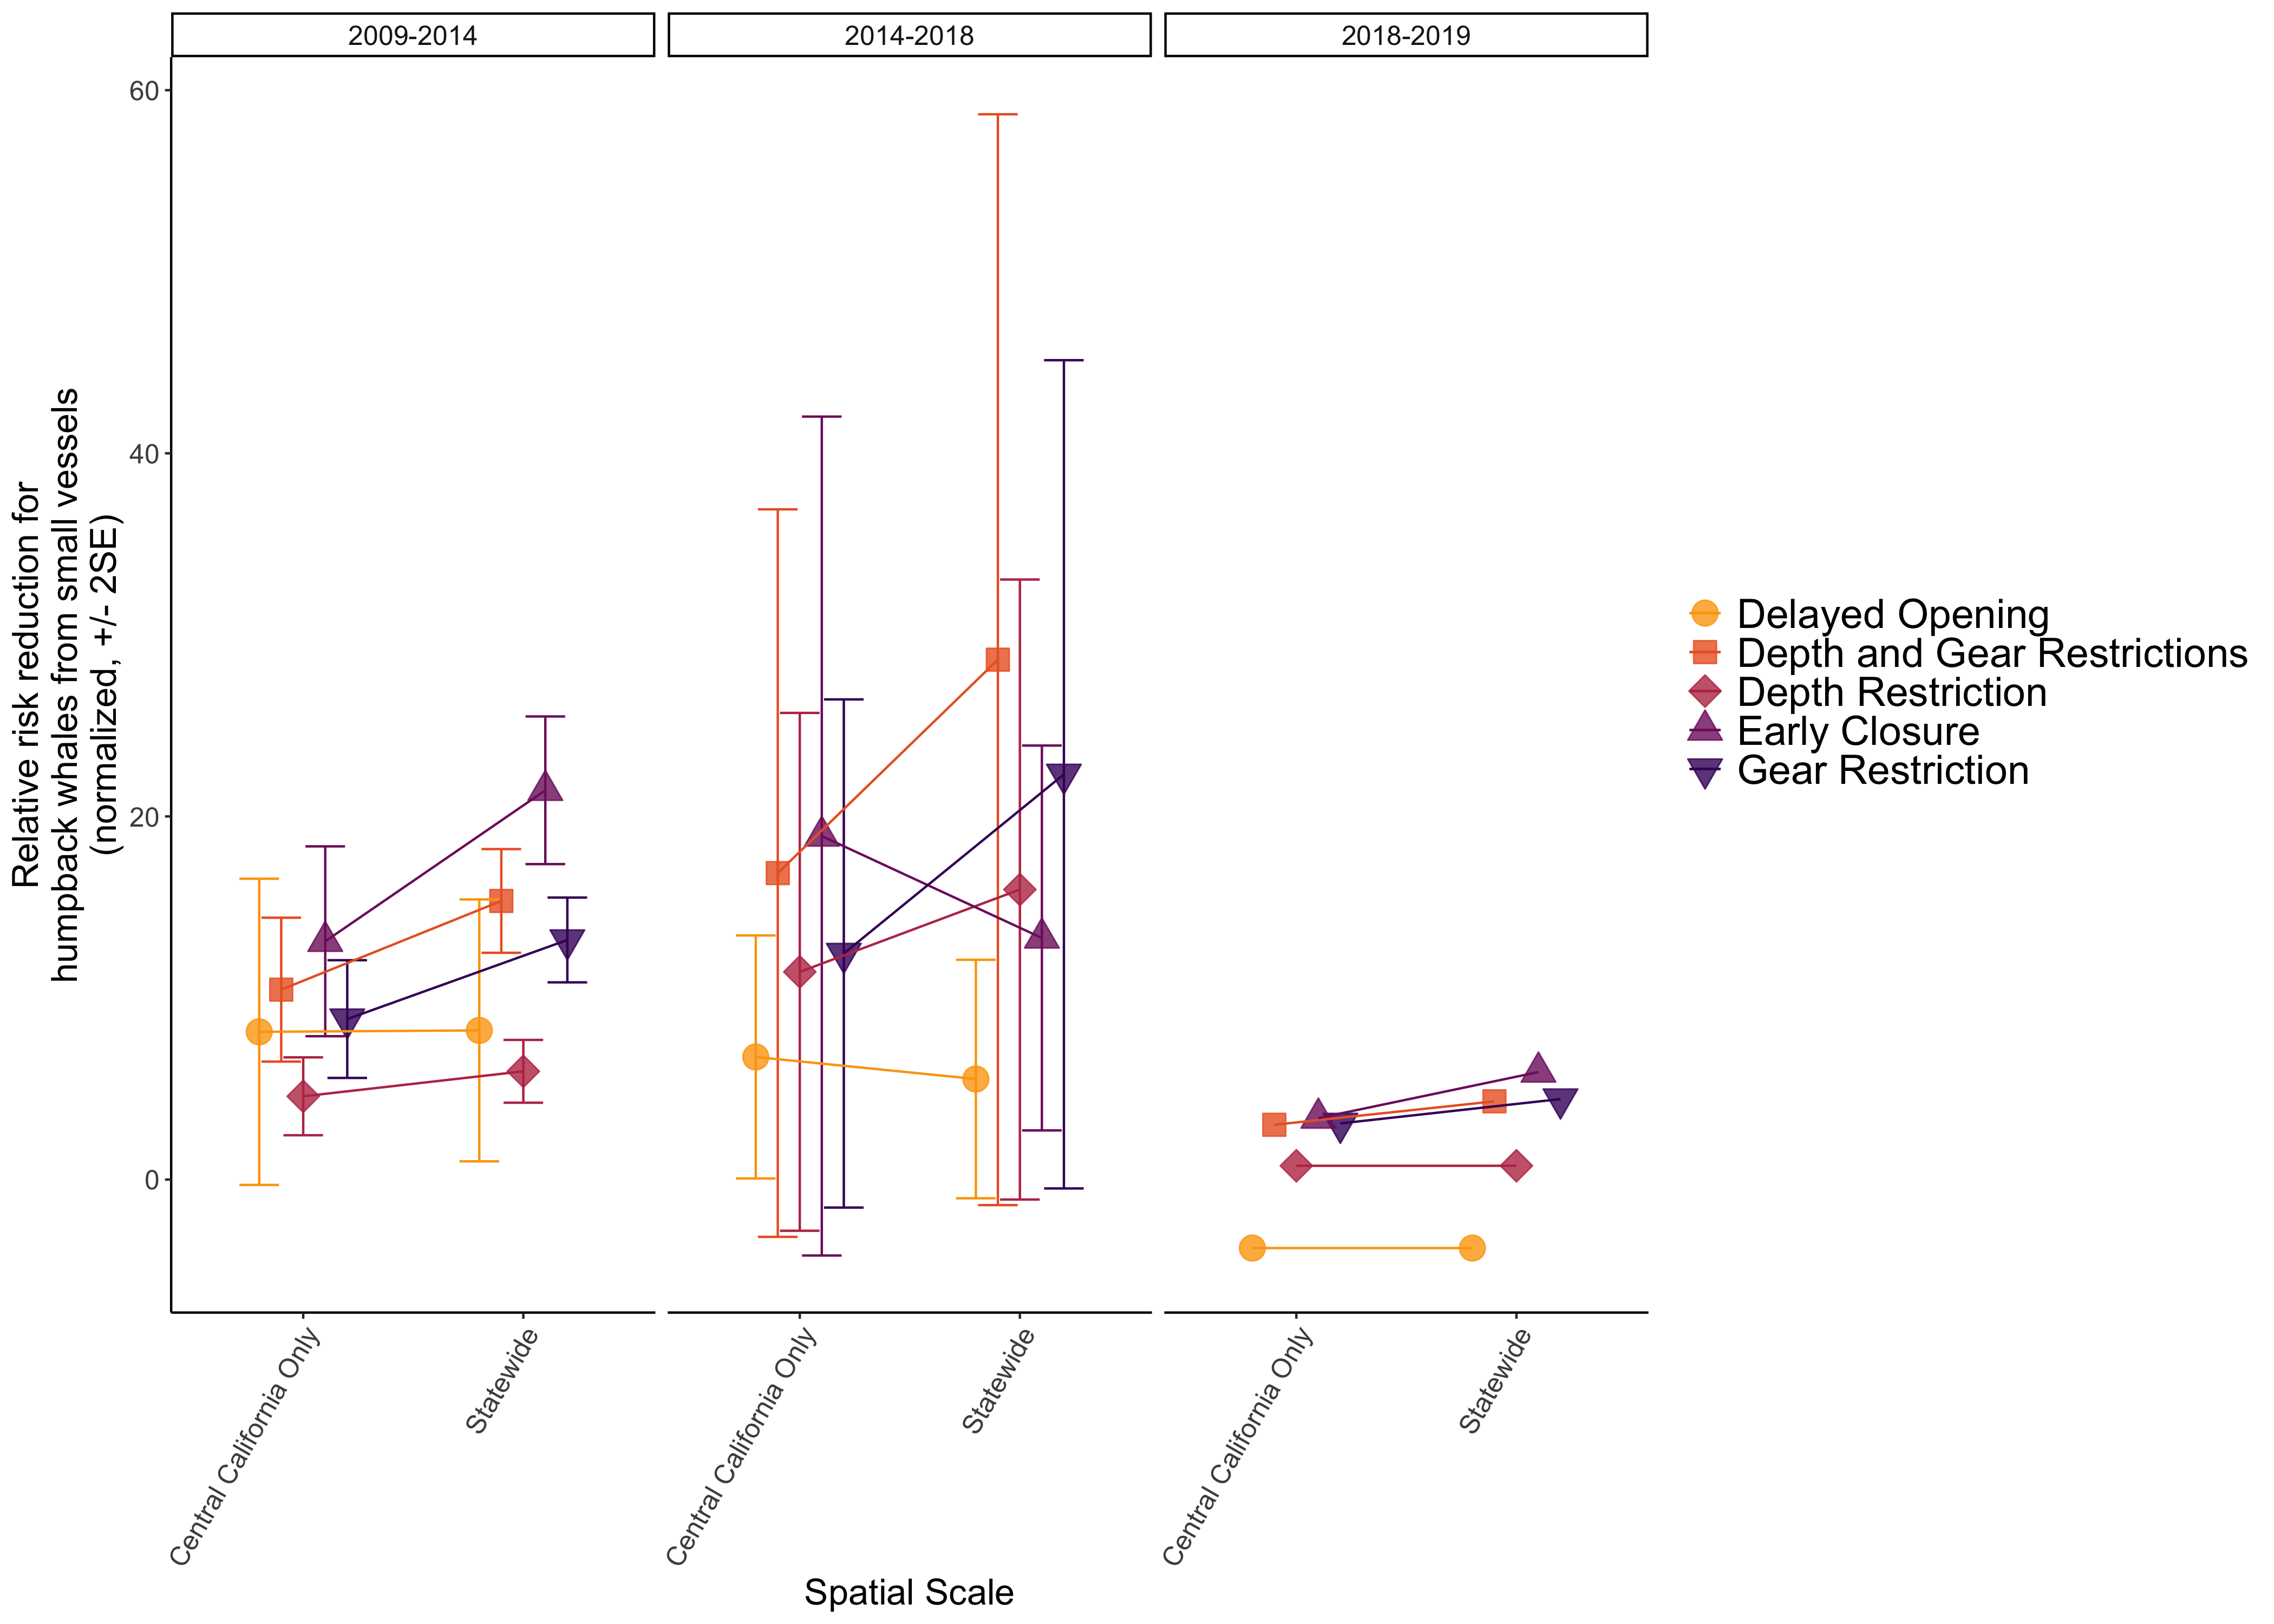 2009-2014
2014-2018
2018-2019
Relative risk reduction for
humpback whales from small vessels
(normalized, +/- 2SE)
60
40
20
0
Delayed Opening
Depth and Gear Restrictions
Depth Restriction
Early Closure
Gear Restriction
Central California Only
Statewide
Central California Only
Statewide
Central California Only
Statewide
Spatial Scale